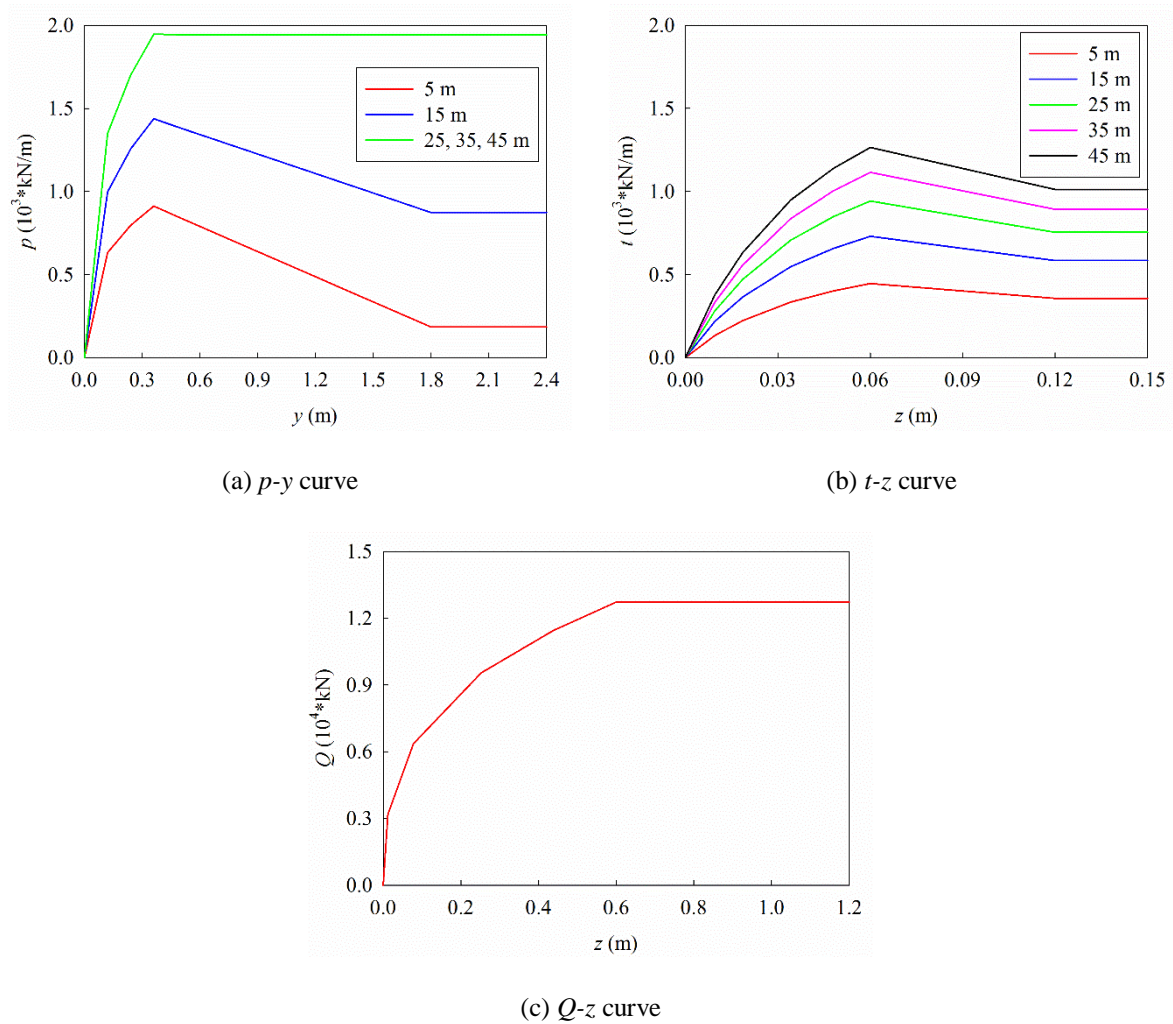 2.0
1.5
1.0
0.5
0.0
p (10³*kN/m)
5 m
15 m
25, 35, 45 m
0.0 0.3 0.6 0.9 1.2 1.5 1.8 2.1 2.4
y (m)
(a) p-y curve
2.0
1.5
1.0
0.5
0.0
t (10³*kN/m)
5 m
15 m
25 m
35 m
45 m
0.00 0.03 0.06 0.09 0.12 0.15
z (m)
(b) t-z curve
1.5
1.2
0.9
0.6
0.3
0.0
Q (10⁴*kN)
0.0 0.2 0.4 0.6 0.8 1.0 1.2
z (m)
(c) Q-z curve